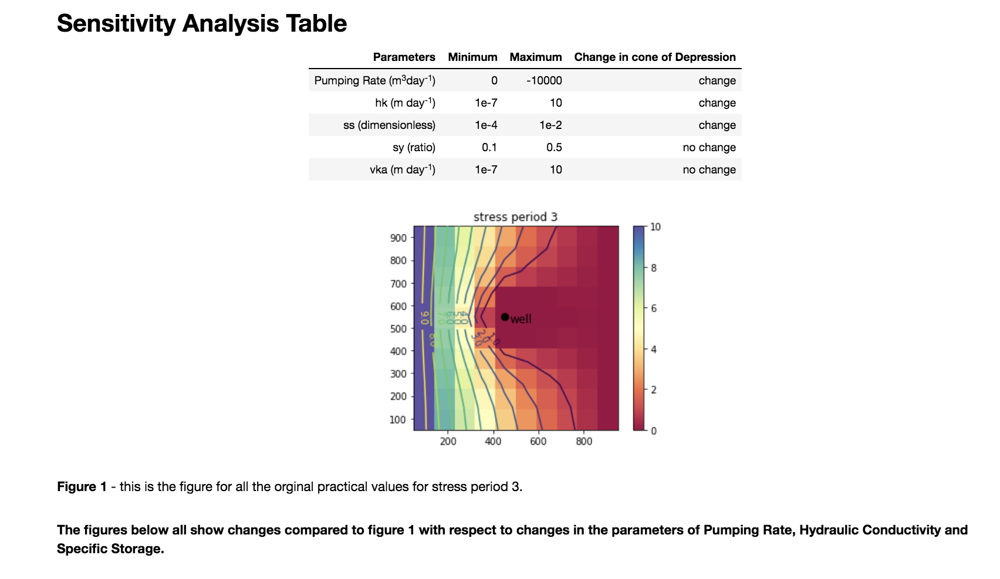 Sensitivity Analysis Table
Parameters Minimum Maximum Change in cone of Depression
Pumping Rate (m³day⁻¹) 0 -10000 change
hk (m day⁻¹) 1e-7 10 change
ss (dimensionless) 1e-4 1e-2 change
sy (ratio) 0.1 0.5 no change
vka (m day⁻¹) 1e-7 10 no change
stress period 3
900
800
700
600
500
400
300
200
100
200 400 600 800
9.0
8.0
7.0
6.0
5.0
4.0
3.0
2.0
1.0
well
10
8
6
4
2
0
Figure 1 - this is the figure for all the orginal practical values for stress period 3.
The figures below all show changes compared to figure 1 with respect to changes in the parameters of Pumping Rate, Hydraulic Conductivity and
Specific Storage.